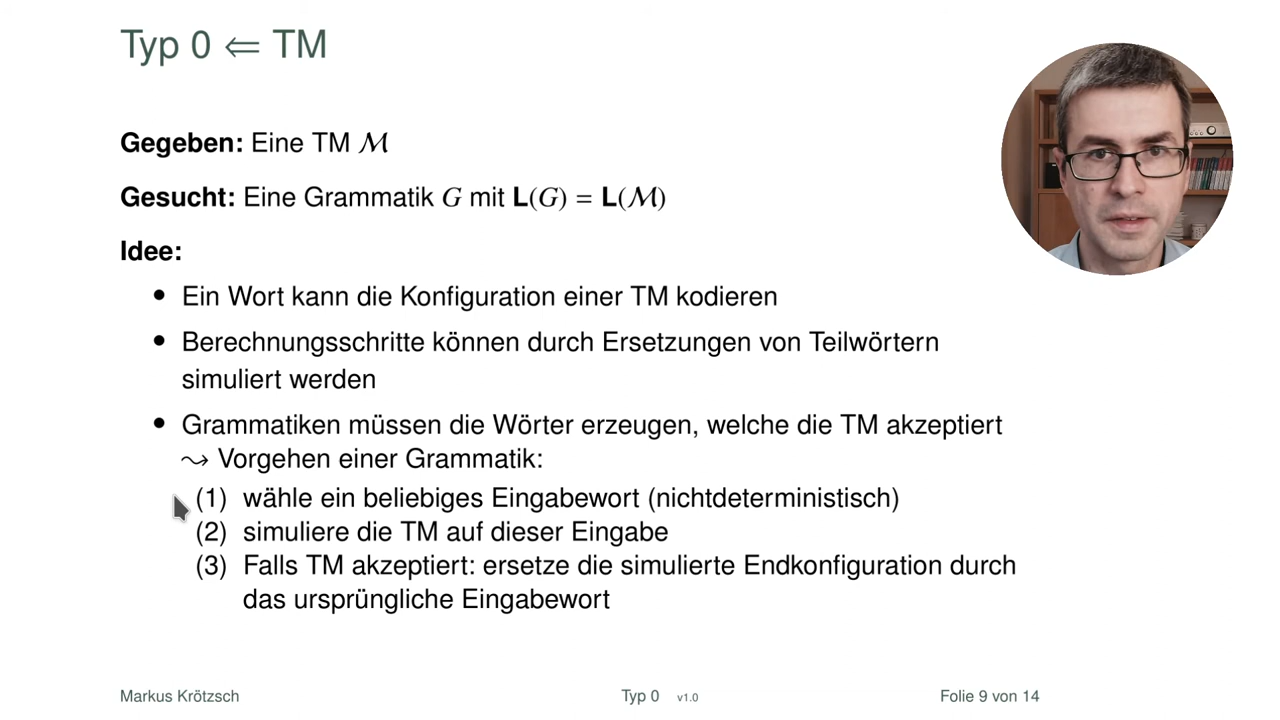 Typ 0 ⇐ TM
Gegeben: Eine TM ℳ
Gesucht: Eine Grammatik G mit L(G) = L(ℳ)
Idee:
• Ein Wort kann die Konfiguration einer TM kodieren
• Berechnungsschritte können durch Ersetzungen von Teilwörtern
simuliert werden
• Grammatiken müssen die Wörter erzeugen, welche die TM akzeptiert
⤳ Vorgehen einer Grammatik:
(1) wähle ein beliebiges Eingabewort (nichtdeterministisch)
(2) simuliere die TM auf dieser Eingabe
(3) Falls TM akzeptiert: ersetze die simulierte Endkonfiguration durch
das ursprüngliche Eingabewort
Markus Krötzsch Typ 0 v1.0 Folie 9 von 14